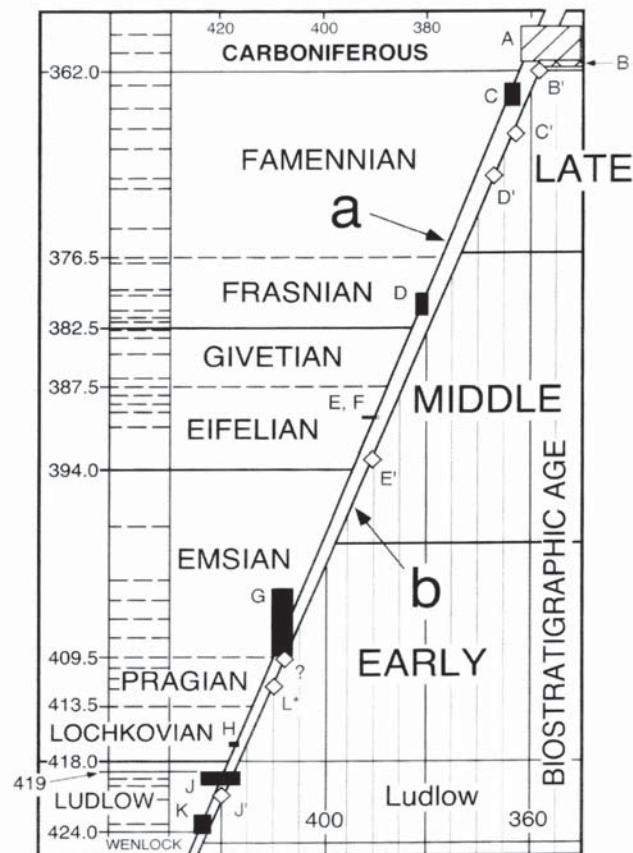 420 400 380
CARBONIFEROUS
A
B
362.0
B'
C
C'
FAMENNIAN
LATE
D'
a
376.5
FRASNIAN
D
382.5
GIVETIAN
387.5
E, F
MIDDLE
EIFELIAN
394.0
E'
BIOSTRATIGRAPHIC AGE
EMSIAN
b
G
409.5
EARLY
PRAGIAN
?
413.5
L*
LOCHKOVIAN
H
418.0
419
J
LUDLOW
J'
Ludlow
K
424.0
WENLOCK
400 360